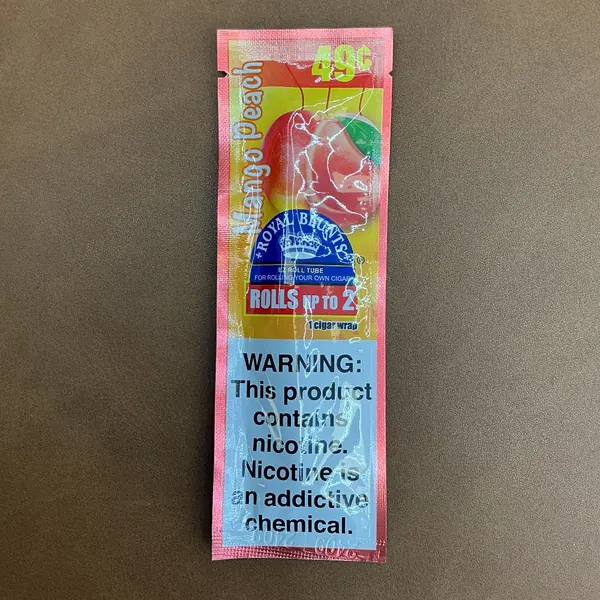 49¢
Mango Peach
ROYAL BLUNTS
EZ ROLL TUBE
FOR ROLLING YOUR OWN CIGARS
ROLLS UP TO 2
1 cigar wrap
WARNING:
This product
contains
nicotine.
Nicotine is
an addictive
chemical.